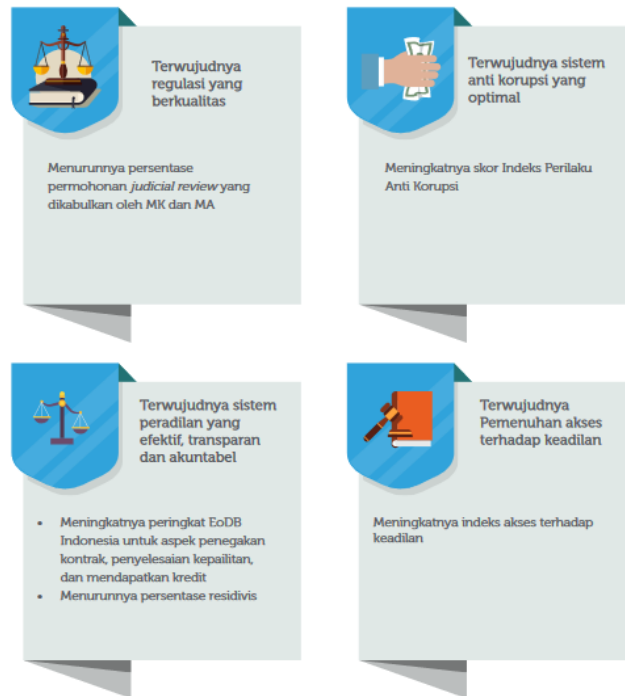 Terwujudnya
regulasi yang
berkualitas
Menurunnya persentase
permohonan judicial review yang
dikabulkan oleh MK dan MA
Terwujudnya sistem
anti korupsi yang
optimal
Meningkatnya skor Indeks Perilaku
Anti Korupsi
Terwujudnya sistem
peradilan yang
efektif, transparan
dan akuntabel
• Meningkatnya peringkat EoDB
Indonesia untuk aspek penegakan
kontrak, penyelesaian kepailitan,
dan mendapatkan kredit
• Menurunnya persentase residivis
Terwujudnya
Pemenuhan akses
terhadap keadilan
Meningkatnya indeks akses terhadap
keadilan